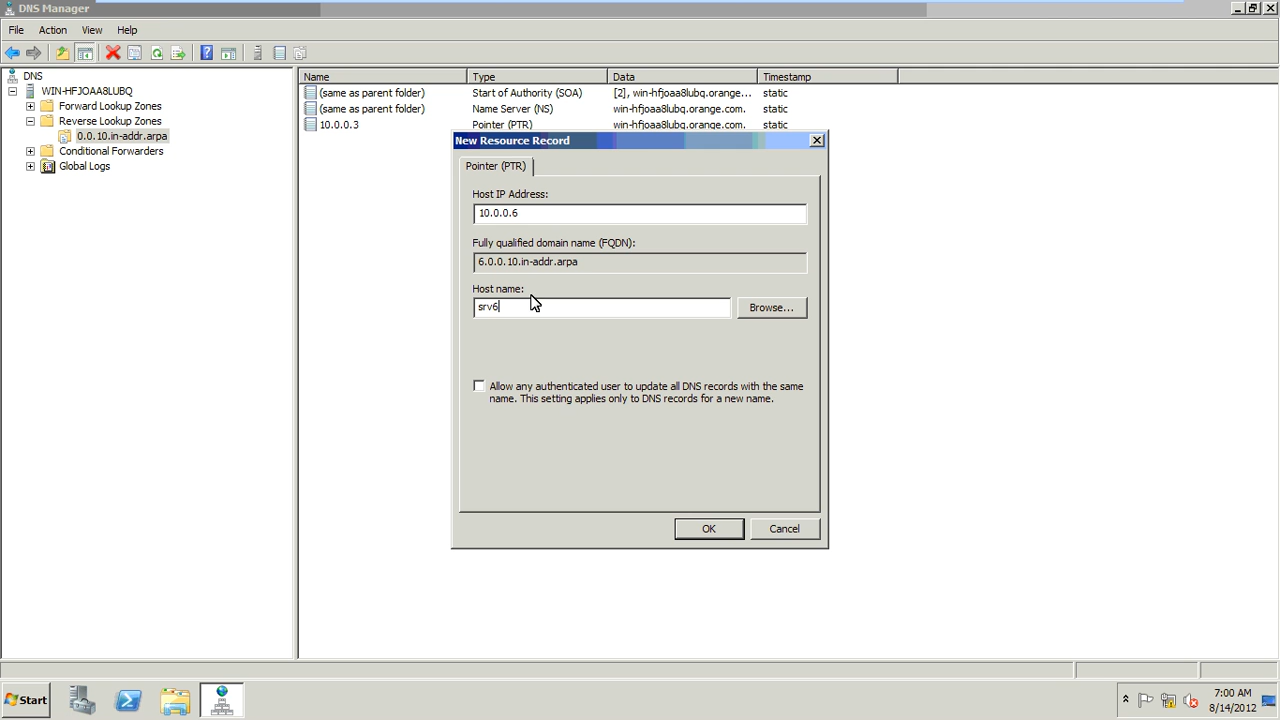 DNS Manager
File Action View Help
DNS
WIN-HFJOAA8LUBQ
Forward Lookup Zones
Reverse Lookup Zones
0.0.10.in-addr.arpa
Conditional Forwarders
Global Logs
Name Type Data Timestamp
(same as parent folder) Start of Authority (SOA) [2], win-hfjoaa8lubq.orange... static
(same as parent folder) Name Server (NS) win-hfjoaa8lubq.orange.com. static
10.0.0.3 Pointer (PTR) win-hfjoaa8lubq.orange.com. static
New Resource Record
Pointer (PTR)
Host IP Address:
10.0.0.6
Fully qualified domain name (FQDN):
6.0.0.10.in-addr.arpa
Host name:
srv6
Browse...
Allow any authenticated user to update all DNS records with the same
name. This setting applies only to DNS records for a new name.
OK Cancel
Start
7:00 AM
8/14/2012